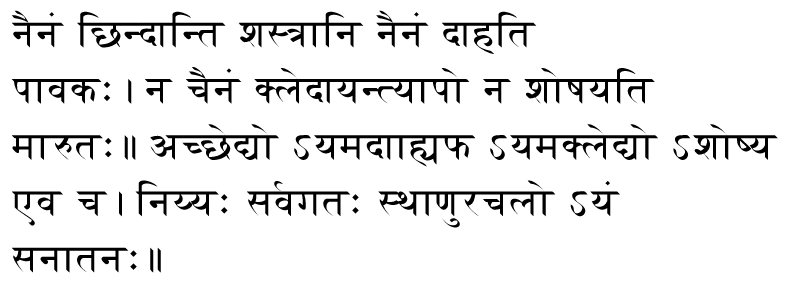 नैनं छिन्दान्ति शस्त्रानि नैनं दाहति
पावकः । न चैनं क्लेदायन्त्यापो न शोषयति
मारुतः ॥ अच्छेद्यो ऽयमदााह्यफ ऽयमक्लेद्यो ऽशोष्य
एव च । निय्यः सर्वगतः स्थाणुरचलो ऽयं
सनातनः ॥